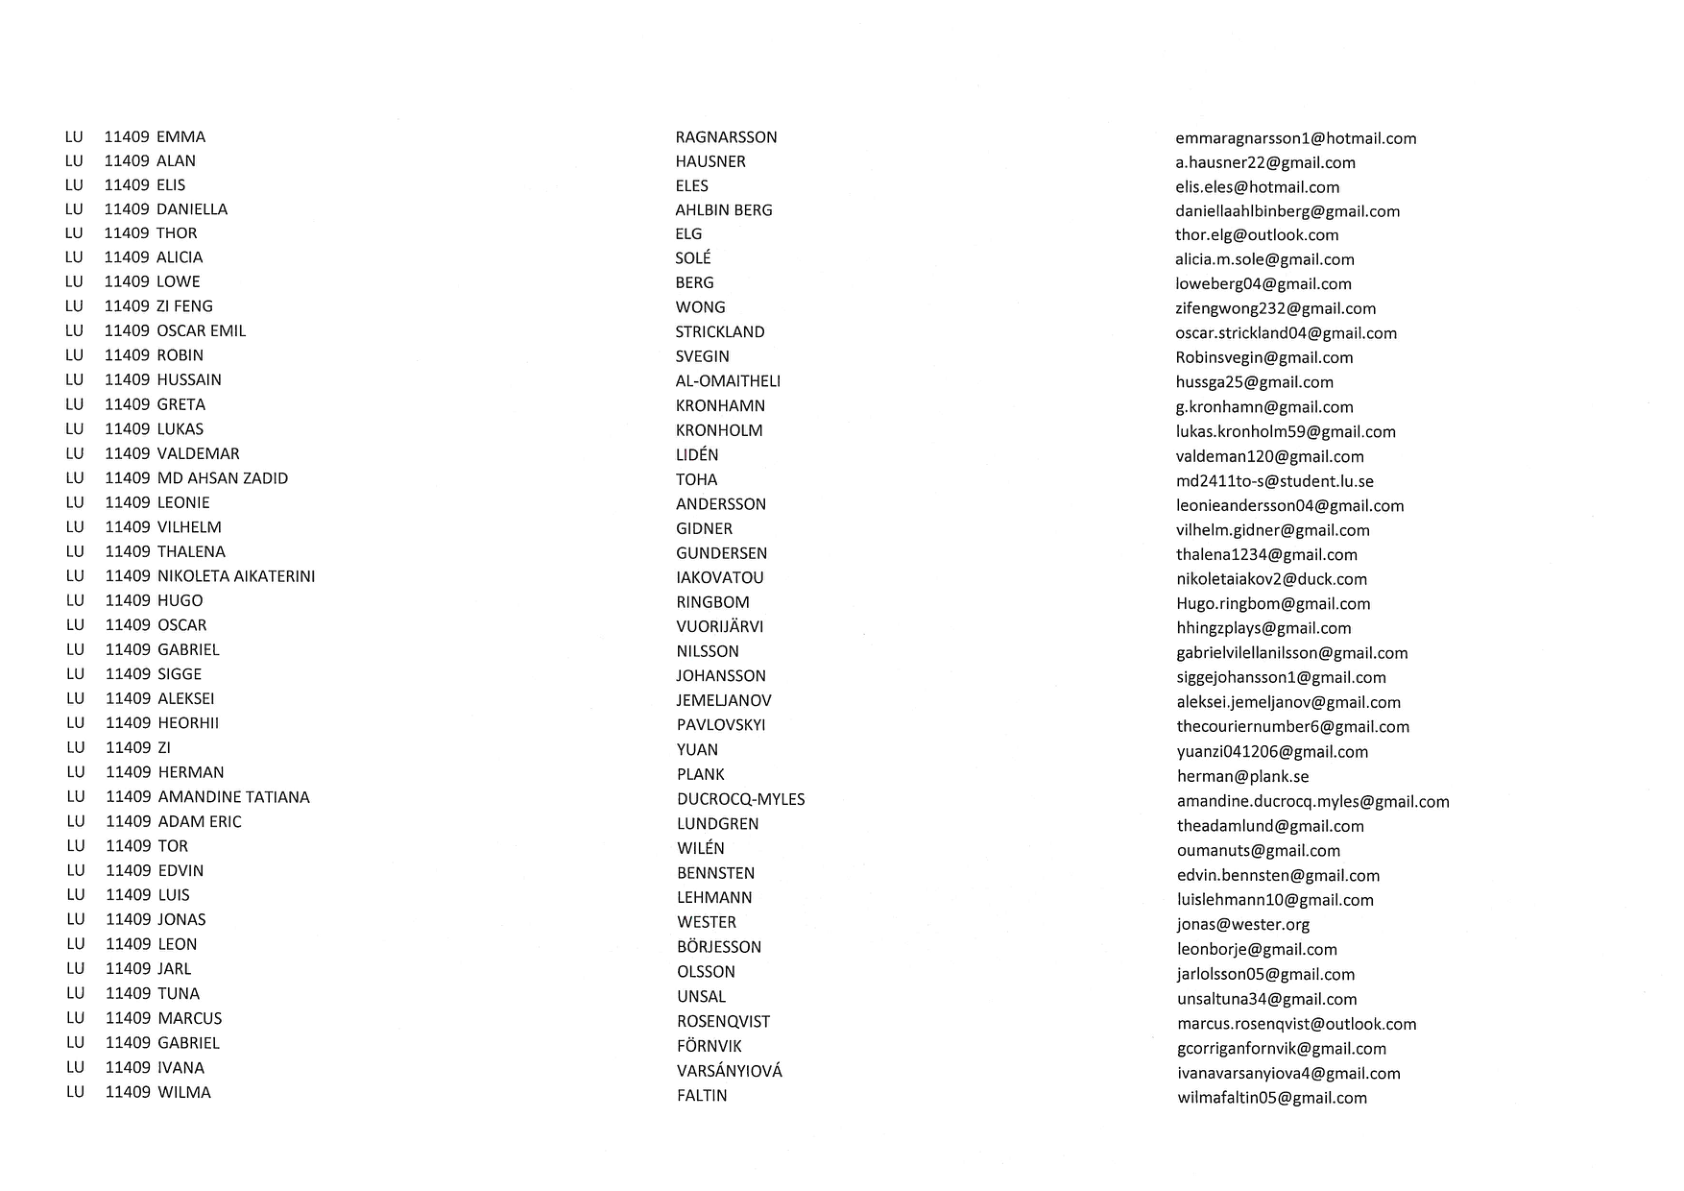 LU 11409 EMMA RAGNARSSON emmaragnarsson1@hotmail.com
LU 11409 ALAN HAUSNER a.hausner22@gmail.com
LU 11409 ELIS ELES elis.eles@hotmail.com
LU 11409 DANIELLA AHLBIN BERG daniellaahlbinberg@gmail.com
LU 11409 THOR ELG thor.elg@outlook.com
LU 11409 ALICIA SOLÉ alicia.m.sole@gmail.com
LU 11409 LOWE BERG loweberg04@gmail.com
LU 11409 ZI FENG WONG zifengwong232@gmail.com
LU 11409 OSCAR EMIL STRICKLAND oscar.strickland04@gmail.com
LU 11409 ROBIN SVEGIN Robinsvegin@gmail.com
LU 11409 HUSSAIN AL-OMAITHELI hussga25@gmail.com
LU 11409 GRETA KRONHAMN g.kronhamn@gmail.com
LU 11409 LUKAS KRONHOLM lukas.kronholm59@gmail.com
LU 11409 VALDEMAR LIDÉN valdeman120@gmail.com
LU 11409 MD AHSAN ZADID TOHA md2411to-s@student.lu.se
LU 11409 LEONIE ANDERSSON leonieandersson04@gmail.com
LU 11409 VILHELM GIDNER vilhelm.gidner@gmail.com
LU 11409 THALENA GUNDERSEN thalena1234@gmail.com
LU 11409 NIKOLETA AIKATERINI IAKOVATOU nikoletaiakov2@duck.com
LU 11409 HUGO RINGBOM Hugo.ringbom@gmail.com
LU 11409 OSCAR VUORIJÄRVI hhingzplays@gmail.com
LU 11409 GABRIEL NILSSON gabrielvilellanilsson@gmail.com
LU 11409 SIGGE JOHANSSON siggejohansson1@gmail.com
LU 11409 ALEKSEI JEMELJANOV aleksei.jemeljanov@gmail.com
LU 11409 HEORHII PAVLOVSKYI thecouriernumber6@gmail.com
LU 11409 ZI YUAN yuanzi041206@gmail.com
LU 11409 HERMAN PLANK herman@plank.se
LU 11409 AMANDINE TATIANA DUCROCQ-MYLES amandine.ducrocq.myles@gmail.com
LU 11409 ADAM ERIC LUNDGREN theadamlund@gmail.com
LU 11409 TOR WILÉN oumanuts@gmail.com
LU 11409 EDVIN BENNSTEN edvin.bennsten@gmail.com
LU 11409 LUIS LEHMANN luislehmann10@gmail.com
LU 11409 JONAS WESTER jonas@wester.org
LU 11409 LEON BÖRJESSON leonborje@gmail.com
LU 11409 JARL OLSSON jarlolsson05@gmail.com
LU 11409 TUNA UNSAL unsaltuna34@gmail.com
LU 11409 MARCUS ROSENQVIST marcus.rosenqvist@outlook.com
LU 11409 GABRIEL FÖRNVIK gcorriganfornvik@gmail.com
LU 11409 IVANA VARSÁNYIOVÁ ivanavarsanyiova4@gmail.com
LU 11409 WILMA FALTIN wilmafaltin05@gmail.com